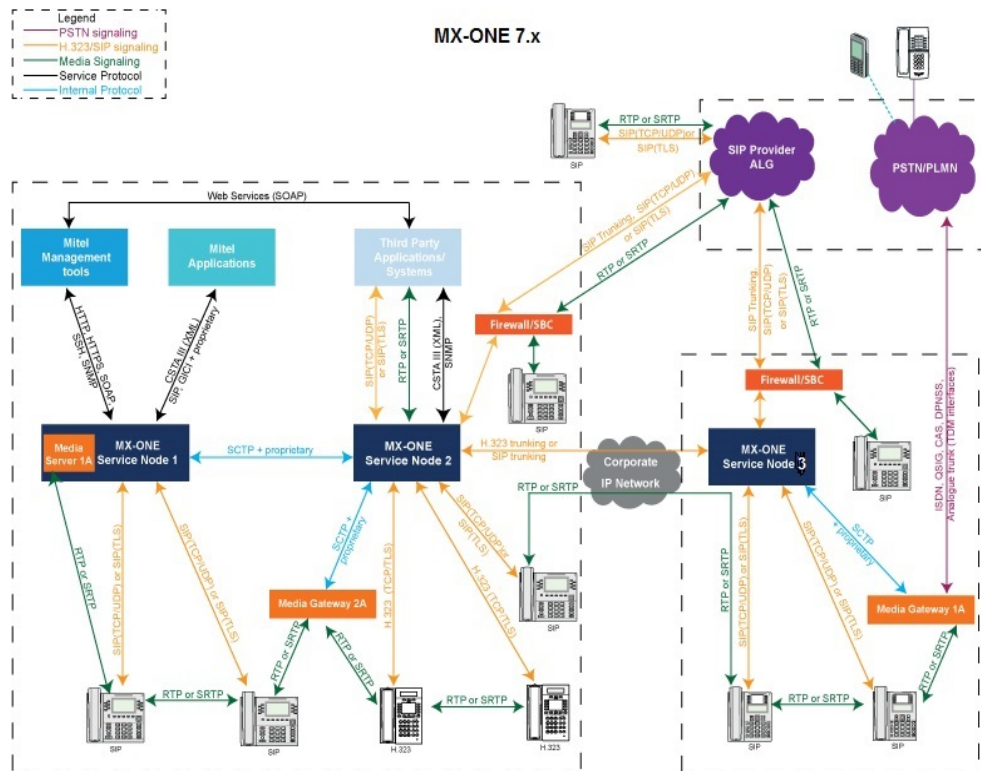 Legend
PSTN signaling
H.323/SIP signaling
Media Signaling
Service Protocol
Internal Protocol
MX-ONE 7.x
RTP or SRTP
SIP(TCP/UDP)or
SIP(TLS)
SIP
SIP Provider
ALG
PSTN/PLMN
Web Services (SOAP)
Mitel
Management
tools
Mitel
Applications
Third Party
Applications/
Systems
SIP Trunking, SIP(TCP/UDP)
or SIP(TLS)
RTP or SRTP
SIP Trunking,
SIP(TCP/UDP)
or SIP(TLS)
RTP or SRTP
HTTP, HTTPS, SOAP,
SSH, SNMP
CSTA III (XML)
SIP, GICI + proprietary
SIP(TCP/UDP)
or SIP(TLS)
RTP or SRTP
CSTA III (XML),
SNMP
Firewall/SBC
SIP
Firewall/SBC
SIP
ISDN, QSIG, CAS, DPNSS,
Analogue trunk (TDM interfaces)
Media
Server 1A
MX-ONE
Service Node 1
SCTP + proprietary
MX-ONE
Service Node 2
H.323 trunking or
SIP trunking
Corporate
IP Network
MX-ONE
Service Node 3
RTP or SRTP
SIP(TCP/UDP) or SIP(TLS)
SIP(TCP/UDP) or SIP(TLS)
SCTP +
proprietary
H.323 (TCP/TLS)
SIP(TCP/UDP)or
SIP(TLS)
H.323 (TCP/TLS)
RTP or SRTP
SIP
RTP or SRTP
SIP(TCP/UDP) or SIP(TLS)
SIP(TCP/UDP) or SIP(TLS)
SCTP
+ proprietary
Media Gateway 2A
Media Gateway 1A
RTP or SRTP
RTP or SRTP
RTP or SRTP
RTP or SRTP
RTP or SRTP
RTP or SRTP
RTP or SRTP
SIP
SIP
H.323
H.323
SIP
SIP